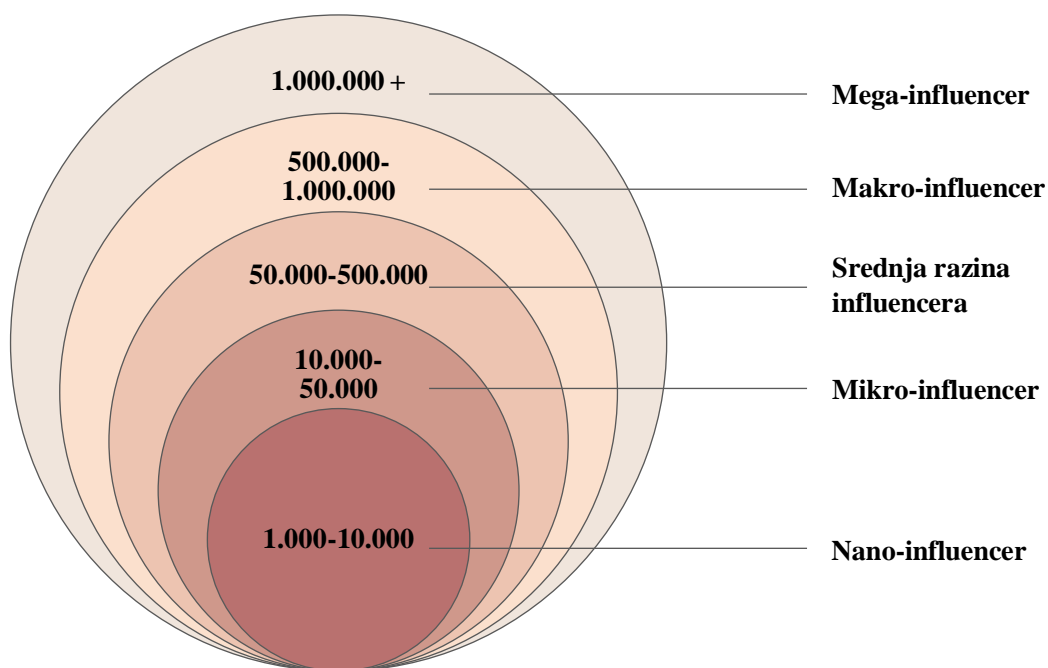 1.000.000 +
Mega-influencer
500.000-
1.000.000
Makro-influencer
50.000-500.000
Srednja razina
influencera
10.000-
50.000
Mikro-influencer
1.000-10.000
Nano-influencer